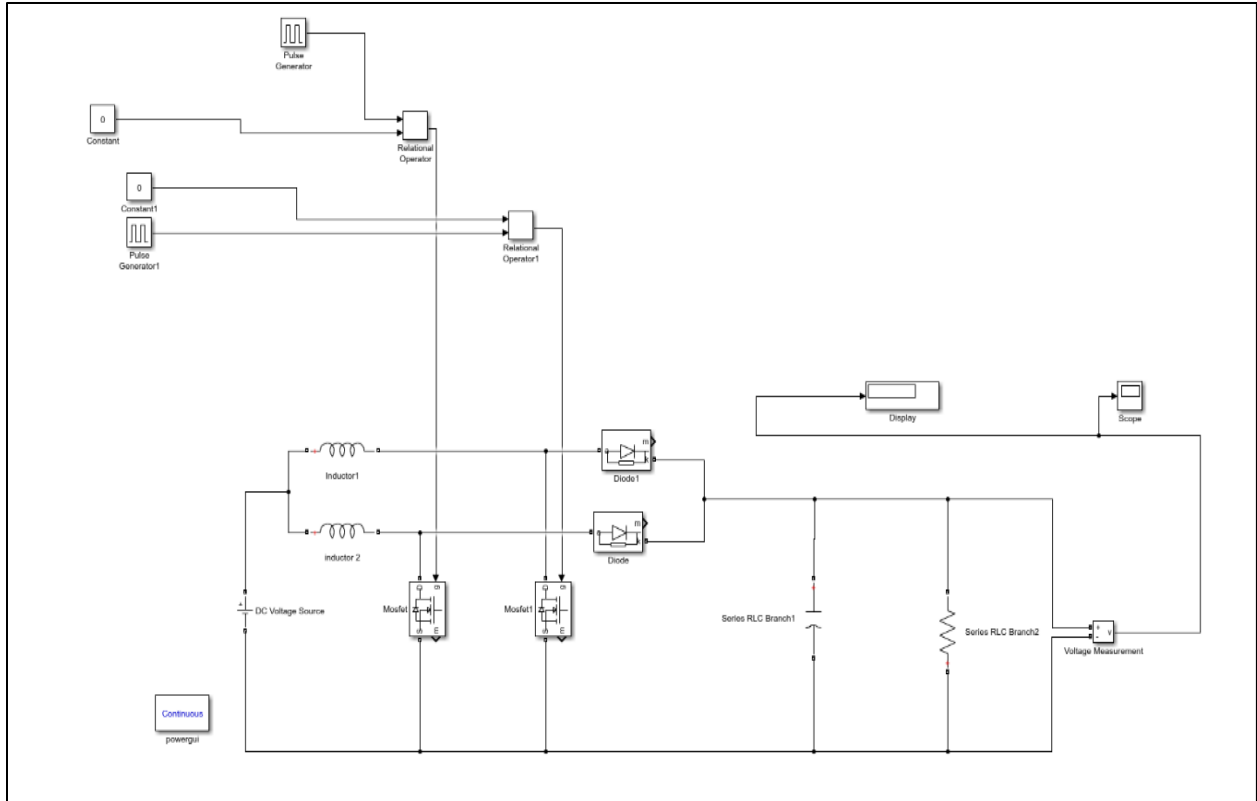 Pulse
Generator
0
Constant
Relational
Operator
0
Constant1
Pulse
Generator1
Relational
Operator1
Display
Scope
Inductor1
m
a
k
Diode1
inductor 2
m
a
k
Diode
+
DC Voltage Source
Mosfet
D
g
S
m
Mosfet1
D
g
S
m
Series RLC Branch1
Series RLC Branch2
+
-
v
Voltage Measurement
Continuous
powergui